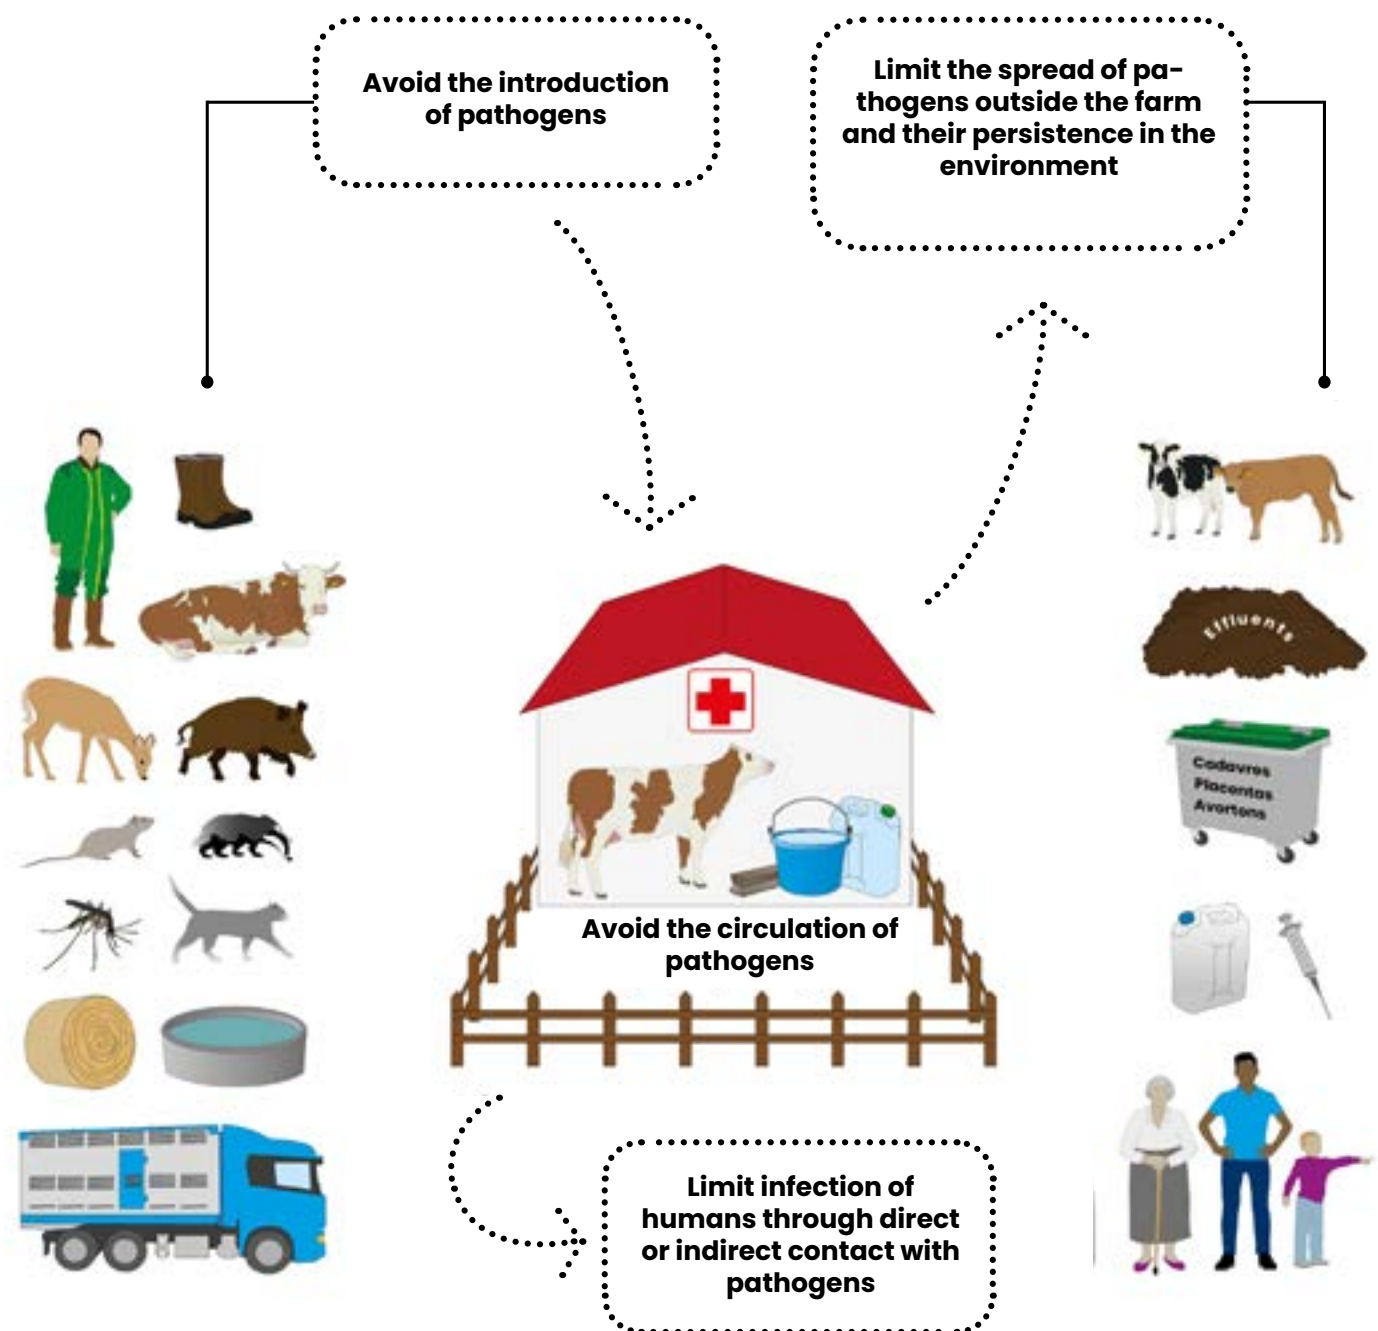 Avoid the introduction
of pathogens
Limit the spread of pa-
thogens outside the farm
and their persistence in the
environment
Effluents
Cadavres
Placentas
Avortons
Avoid the circulation of
pathogens
Limit infection of
humans through direct
or indirect contact with
pathogens